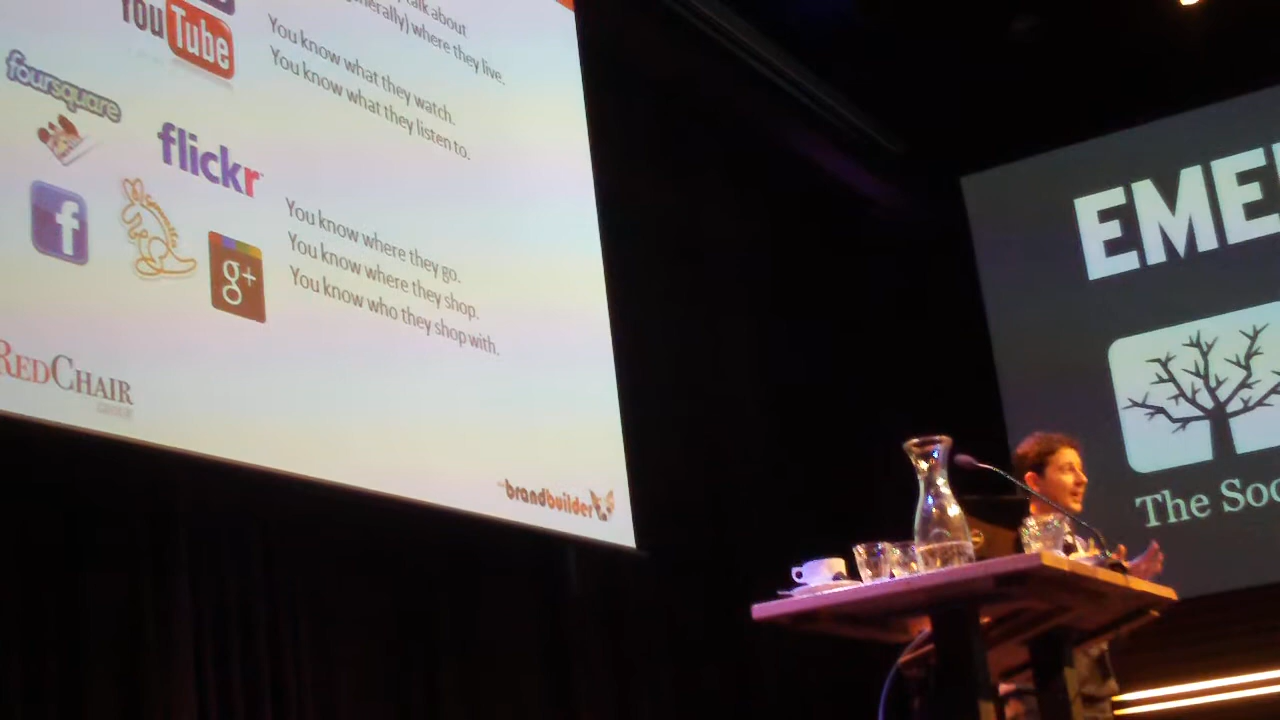 talk about
where they live.
You know what they watch.
You know what they listen to.
You know where they go.
You know where they shop.
You know who they shop with.
You Tube
foursquare
flickr
f
g+
REDCHAIR
brandbuilder
EME
The Soc